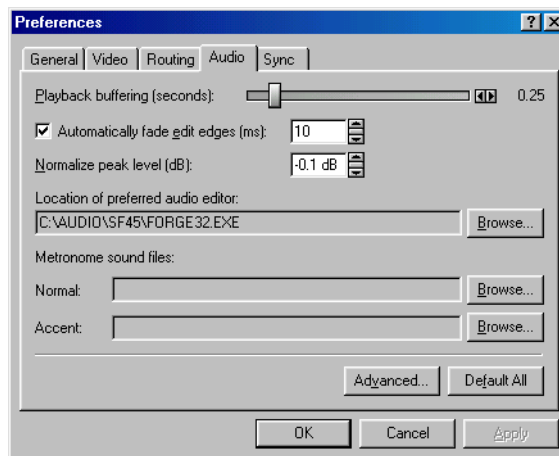 Preferences
General Video Routing Audio Sync
Playback buffering (seconds): 0.25
Automatically fade edit edges (ms): 10
Normalize peak level (dB): -0.1 dB
Location of preferred audio editor:
C:\AUDIO\SF45\FORGE32.EXE Browse...
Metronome sound files:
Normal: Browse...
Accent: Browse...
Advanced... Default All
OK Cancel Apply